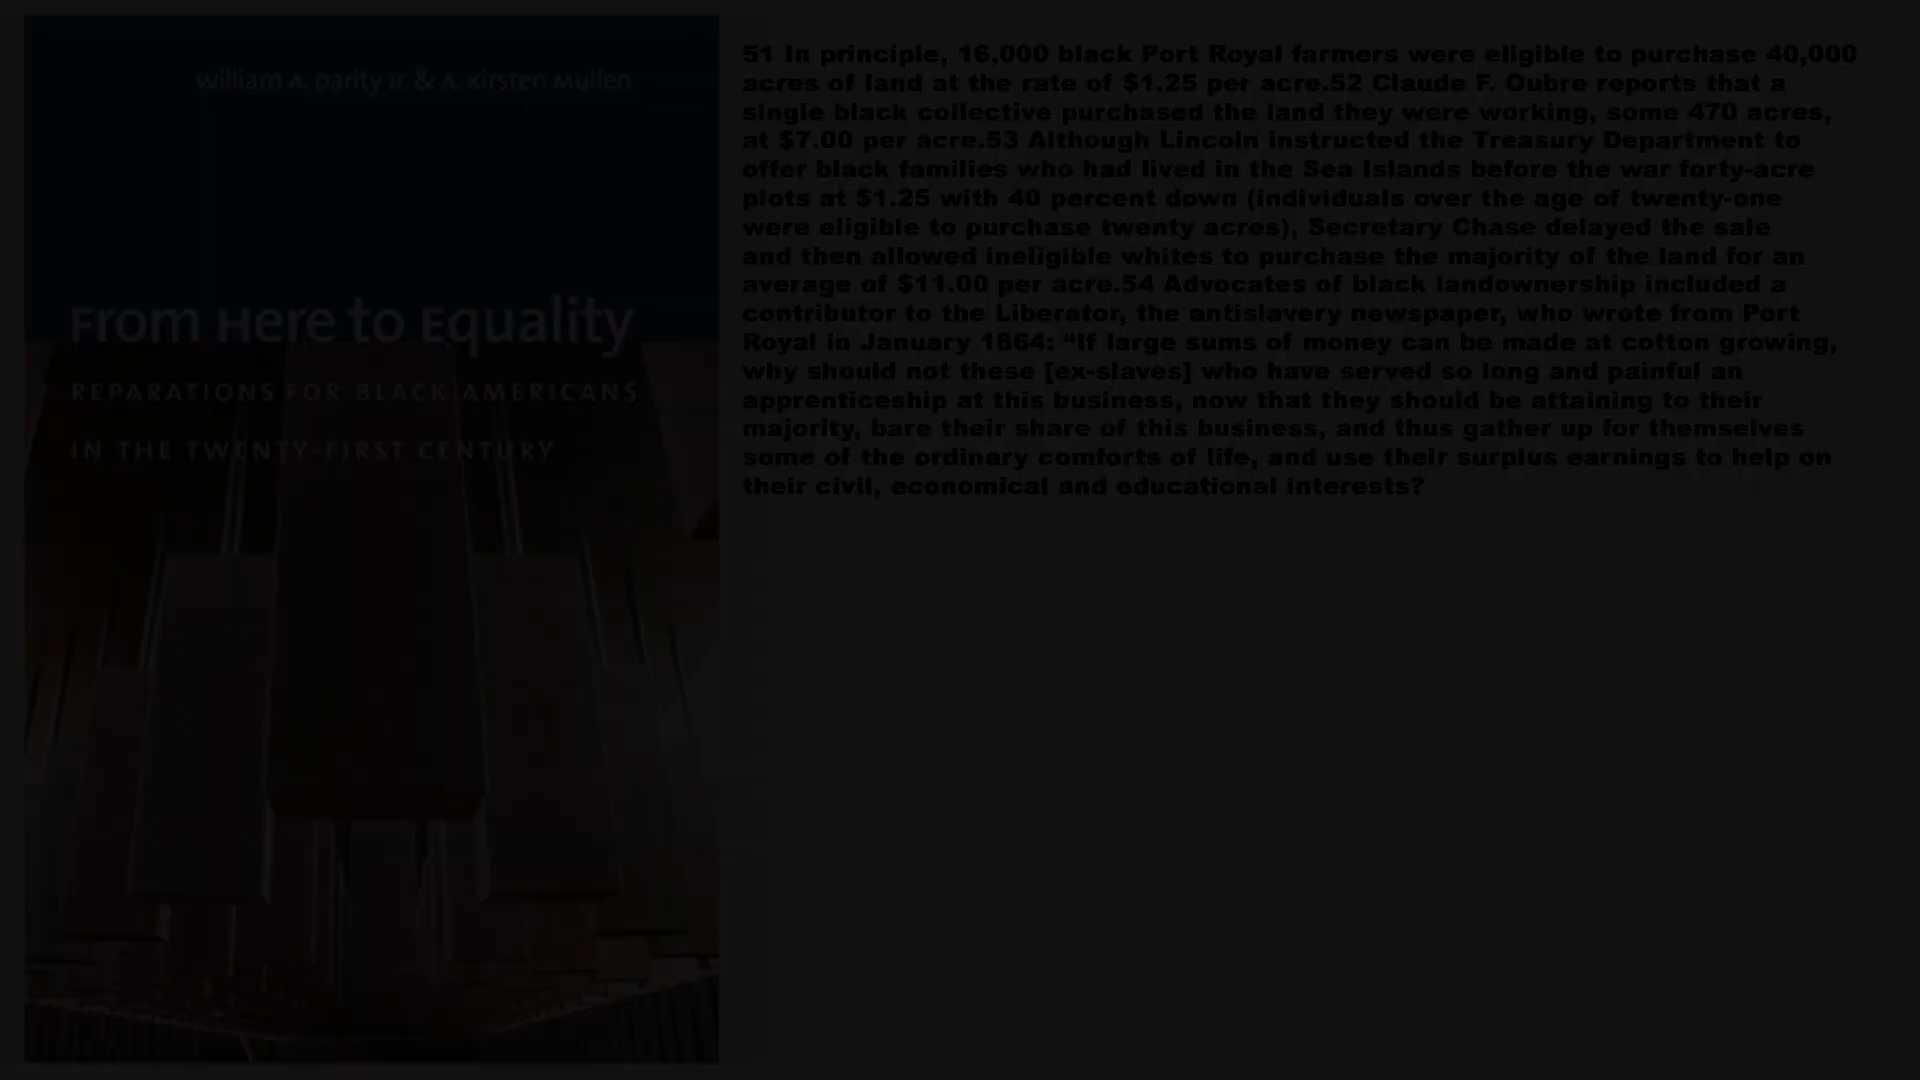 William A. Darity Jr. & A. Kirsten Mullen
From Here to Equality
REPARATIONS FOR BLACK AMERICANS
IN THE TWENTY-FIRST CENTURY
51 In principle, 16,000 black Port Royal farmers were eligible to purchase 40,000
acres of land at the rate of $1.25 per acre.52 Claude F. Oubre reports that a
single black collective purchased the land they were working, some 470 acres,
at $7.00 per acre.53 Although Lincoln instructed the Treasury Department to
offer black families who had lived in the Sea Islands before the war forty-acre
plots at $1.25 with 40 percent down (individuals over the age of twenty-one
were eligible to purchase twenty acres), Secretary Chase delayed the sale
and then allowed ineligible whites to purchase the majority of the land for an
average of $11.00 per acre.54 Advocates of black landownership included a
contributor to the Liberator, the antislavery newspaper, who wrote from Port
Royal in January 1864: “If large sums of money can be made at cotton growing,
why should not these [ex-slaves] who have served so long and painful an
apprenticeship at this business, now that they should be attaining to their
majority, bare their share of this business, and thus gather up for themselves
some of the ordinary comforts of life, and use their surplus earnings to help on
their civil, economical and educational interests?